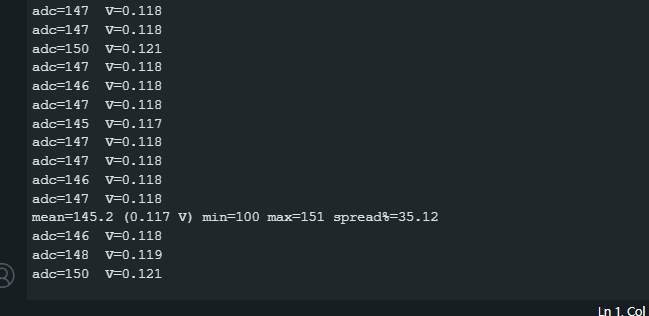 adc=147  V=0.118
adc=147  V=0.118
adc=150  V=0.121
adc=147  V=0.118
adc=146  V=0.118
adc=147  V=0.118
adc=145  V=0.117
adc=147  V=0.118
adc=147  V=0.118
adc=146  V=0.118
adc=147  V=0.118
mean=145.2 (0.117 V) min=100 max=151 spread%=35.12
adc=146  V=0.118
adc=148  V=0.119
adc=150  V=0.121
Ln 1, Col